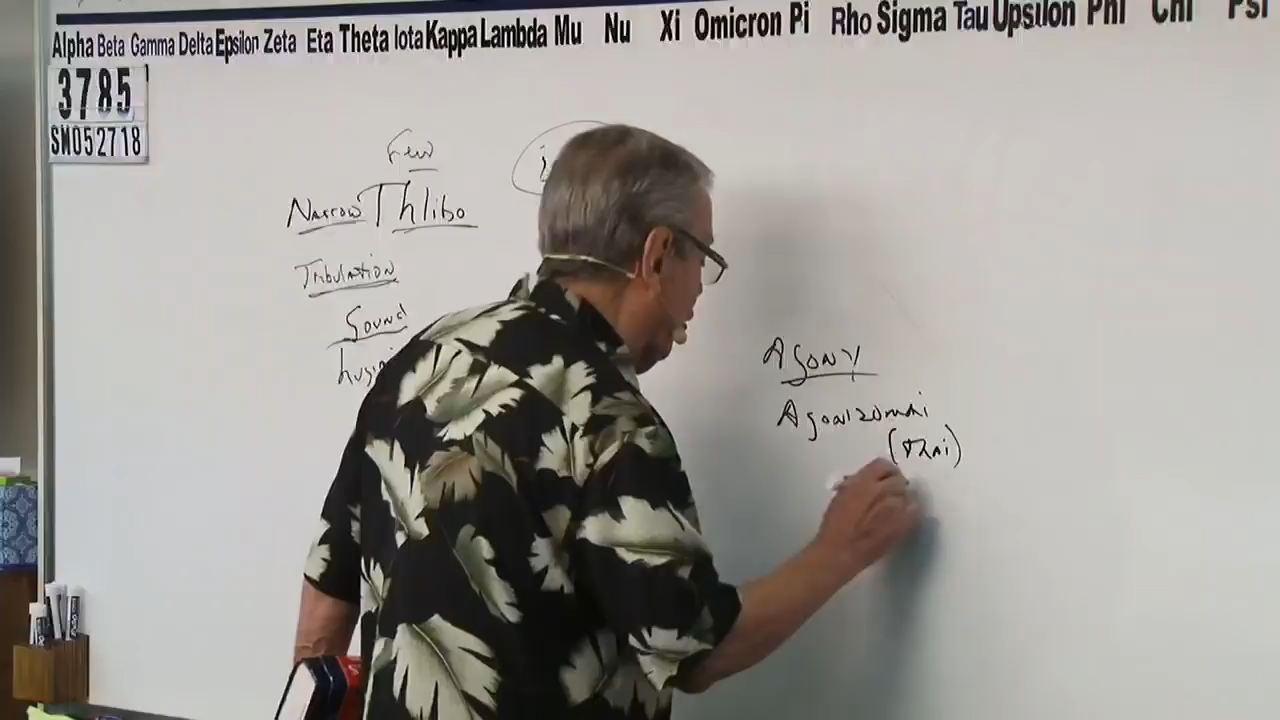 Alpha Beta Gamma Delta Epsilon Zeta Eta Theta Iota Kappa Lambda Mu Nu Xi Omicron Pi Rho Sigma Tau Upsilon Phi Chi Psi
3785
SM052718
Few
Narrow Thlibo
Tribulation
Sound
Agony
Agonizomai